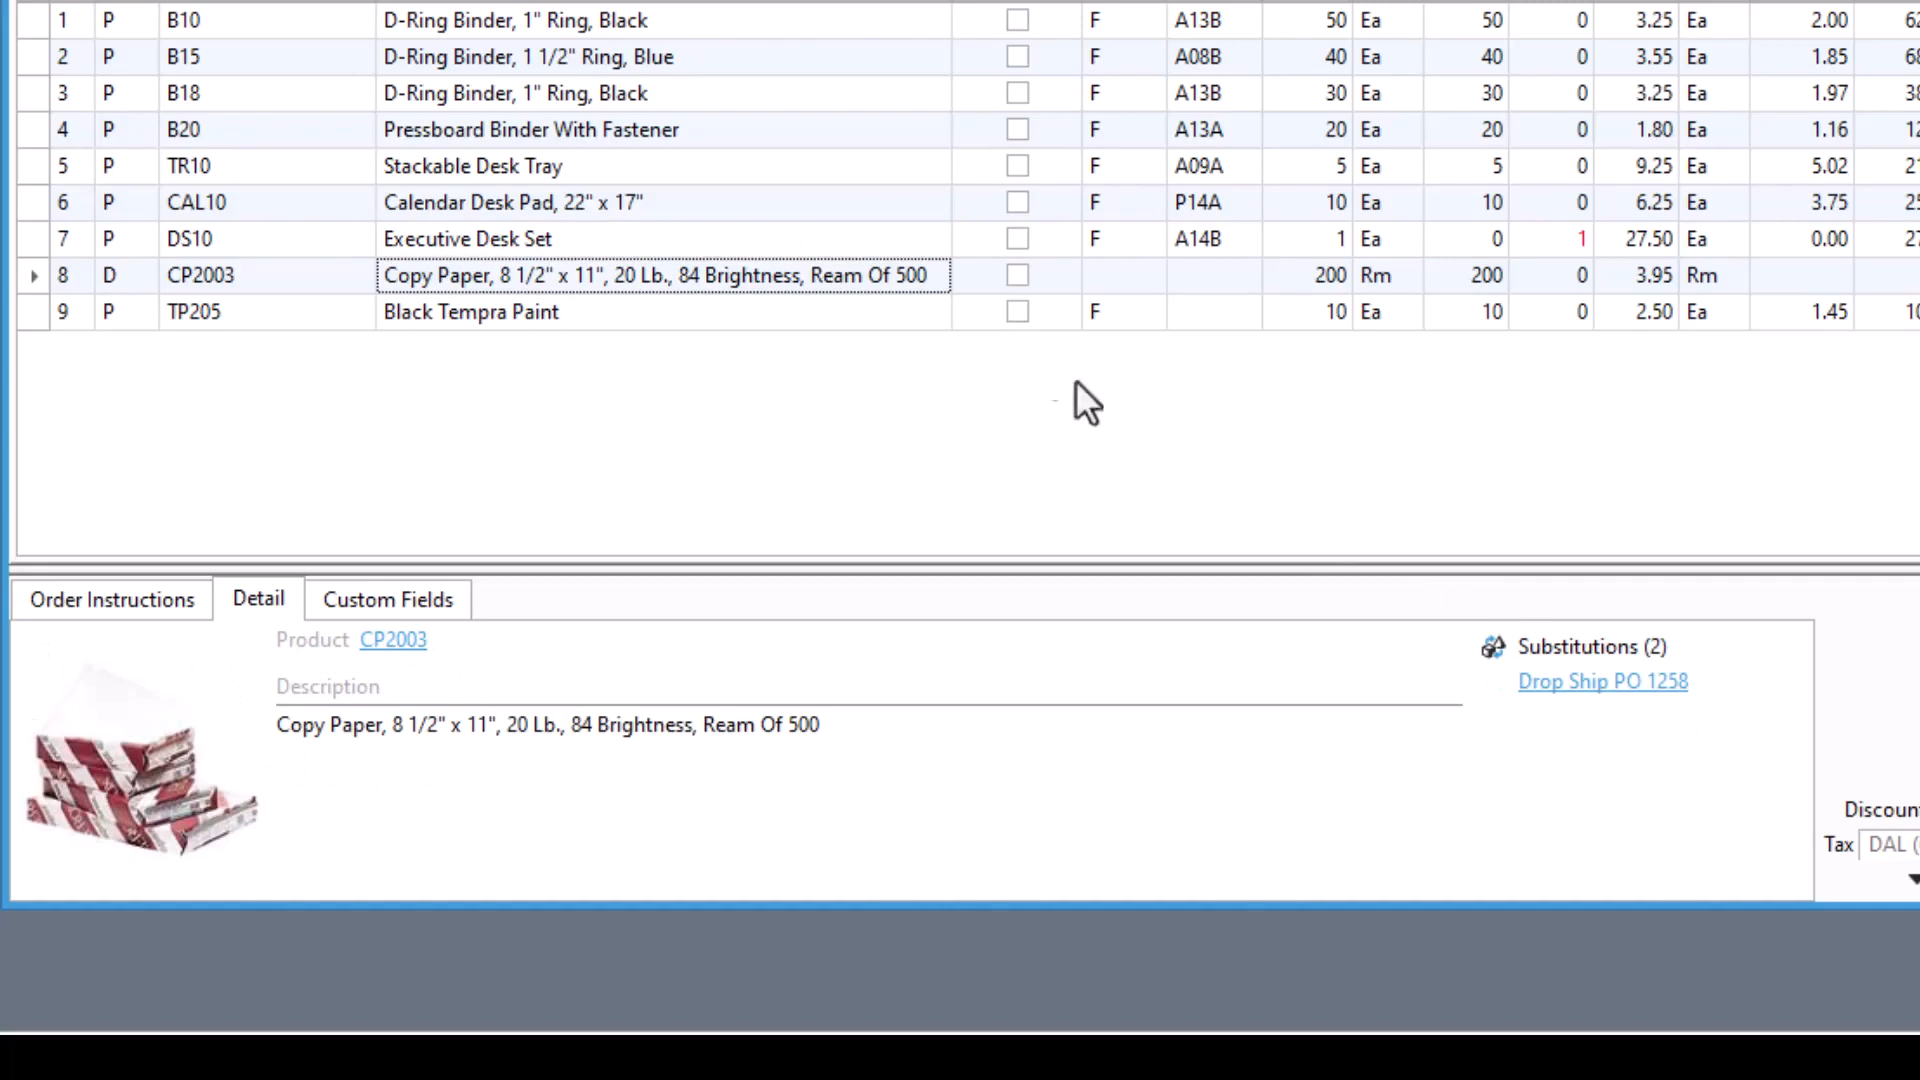 1 P B10 D-Ring Binder, 1" Ring, Black F A13B 50 Ea 50 0 3.25 Ea 2.00
2 P B15 D-Ring Binder, 1 1/2" Ring, Blue F A08B 40 Ea 40 0 3.55 Ea 1.85
3 P B18 D-Ring Binder, 1" Ring, Black F A13B 30 Ea 30 0 3.25 Ea 1.97
4 P B20 Pressboard Binder With Fastener F A13A 20 Ea 20 0 1.80 Ea 1.16
5 P TR10 Stackable Desk Tray F A09A 5 Ea 5 0 9.25 Ea 5.02
6 P CAL10 Calendar Desk Pad, 22" x 17" F P14A 10 Ea 10 0 6.25 Ea 3.75
7 P DS10 Executive Desk Set F A14B 1 Ea 0 1 27.50 Ea 0.00
8 D CP2003 Copy Paper, 8 1/2" x 11", 20 Lb., 84 Brightness, Ream Of 500 200 Rm 200 0 3.95 Rm
9 P TP205 Black Tempra Paint F 10 Ea 10 0 2.50 Ea 1.45
Order Instructions Detail Custom Fields
Product CP2003
Substitutions (2)
Drop Ship PO 1258
Description
Copy Paper, 8 1/2" x 11", 20 Lb., 84 Brightness, Ream Of 500
Discoun
Tax DAL (